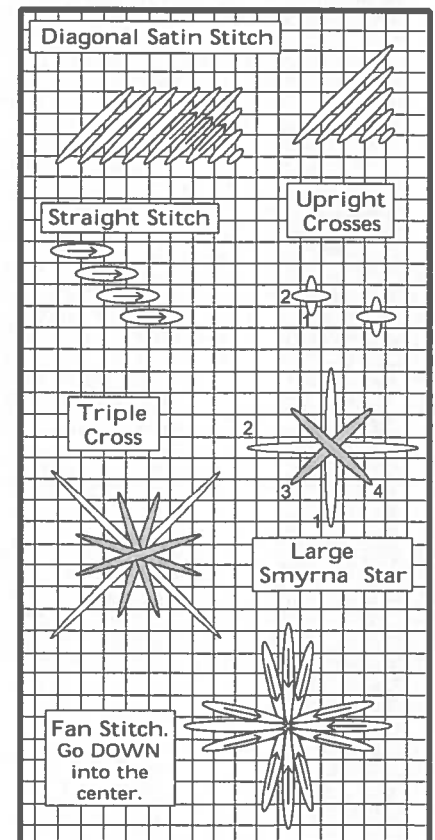 Diagonal Satin Stitch
Straight Stitch
Upright
Crosses
2
1
Triple
Cross
2
3
4
1
Large
Smyrna Star
Fan Stitch.
Go DOWN
into the
center.